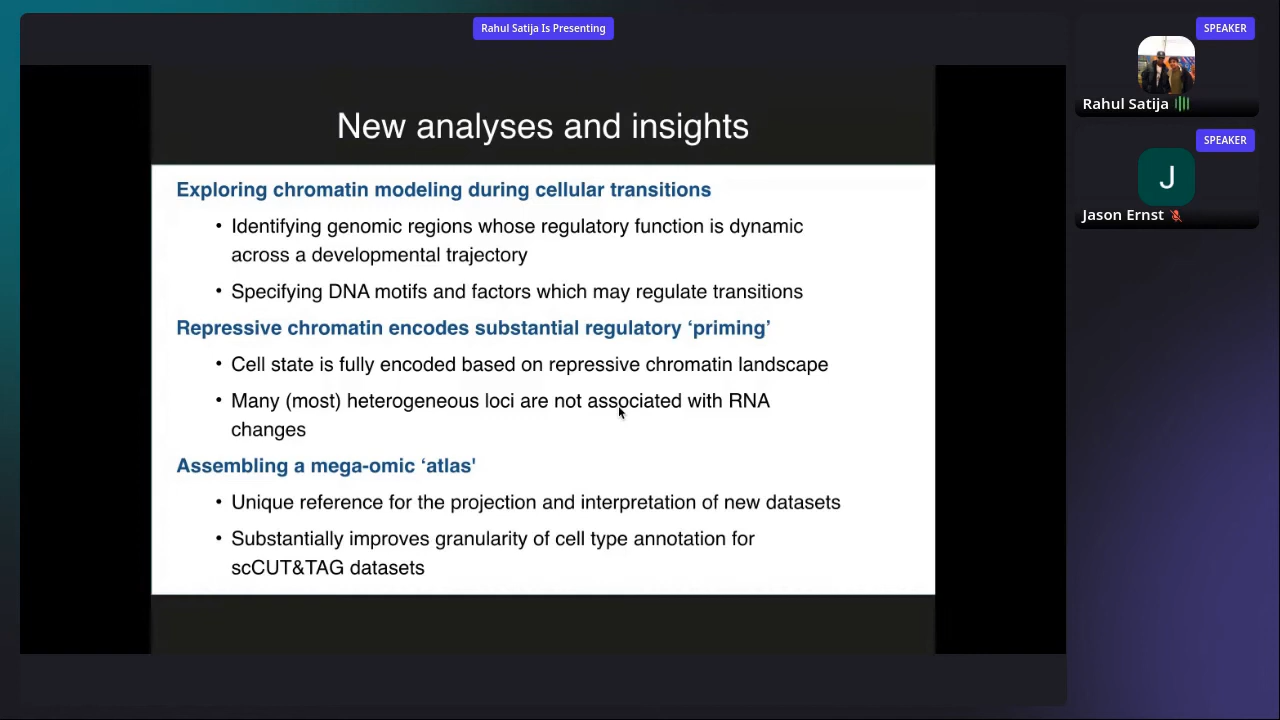 Rahul Satija Is Presenting
New analyses and insights
Exploring chromatin modeling during cellular transitions
• Identifying genomic regions whose regulatory function is dynamic
across a developmental trajectory
• Specifying DNA motifs and factors which may regulate transitions
Repressive chromatin encodes substantial regulatory ‘priming’
• Cell state is fully encoded based on repressive chromatin landscape
• Many (most) heterogeneous loci are not associated with RNA
changes
Assembling a mega-omic ‘atlas'
• Unique reference for the projection and interpretation of new datasets
• Substantially improves granularity of cell type annotation for
scCUT&TAG datasets
SPEAKER
Rahul Satija
SPEAKER
J
Jason Ernst